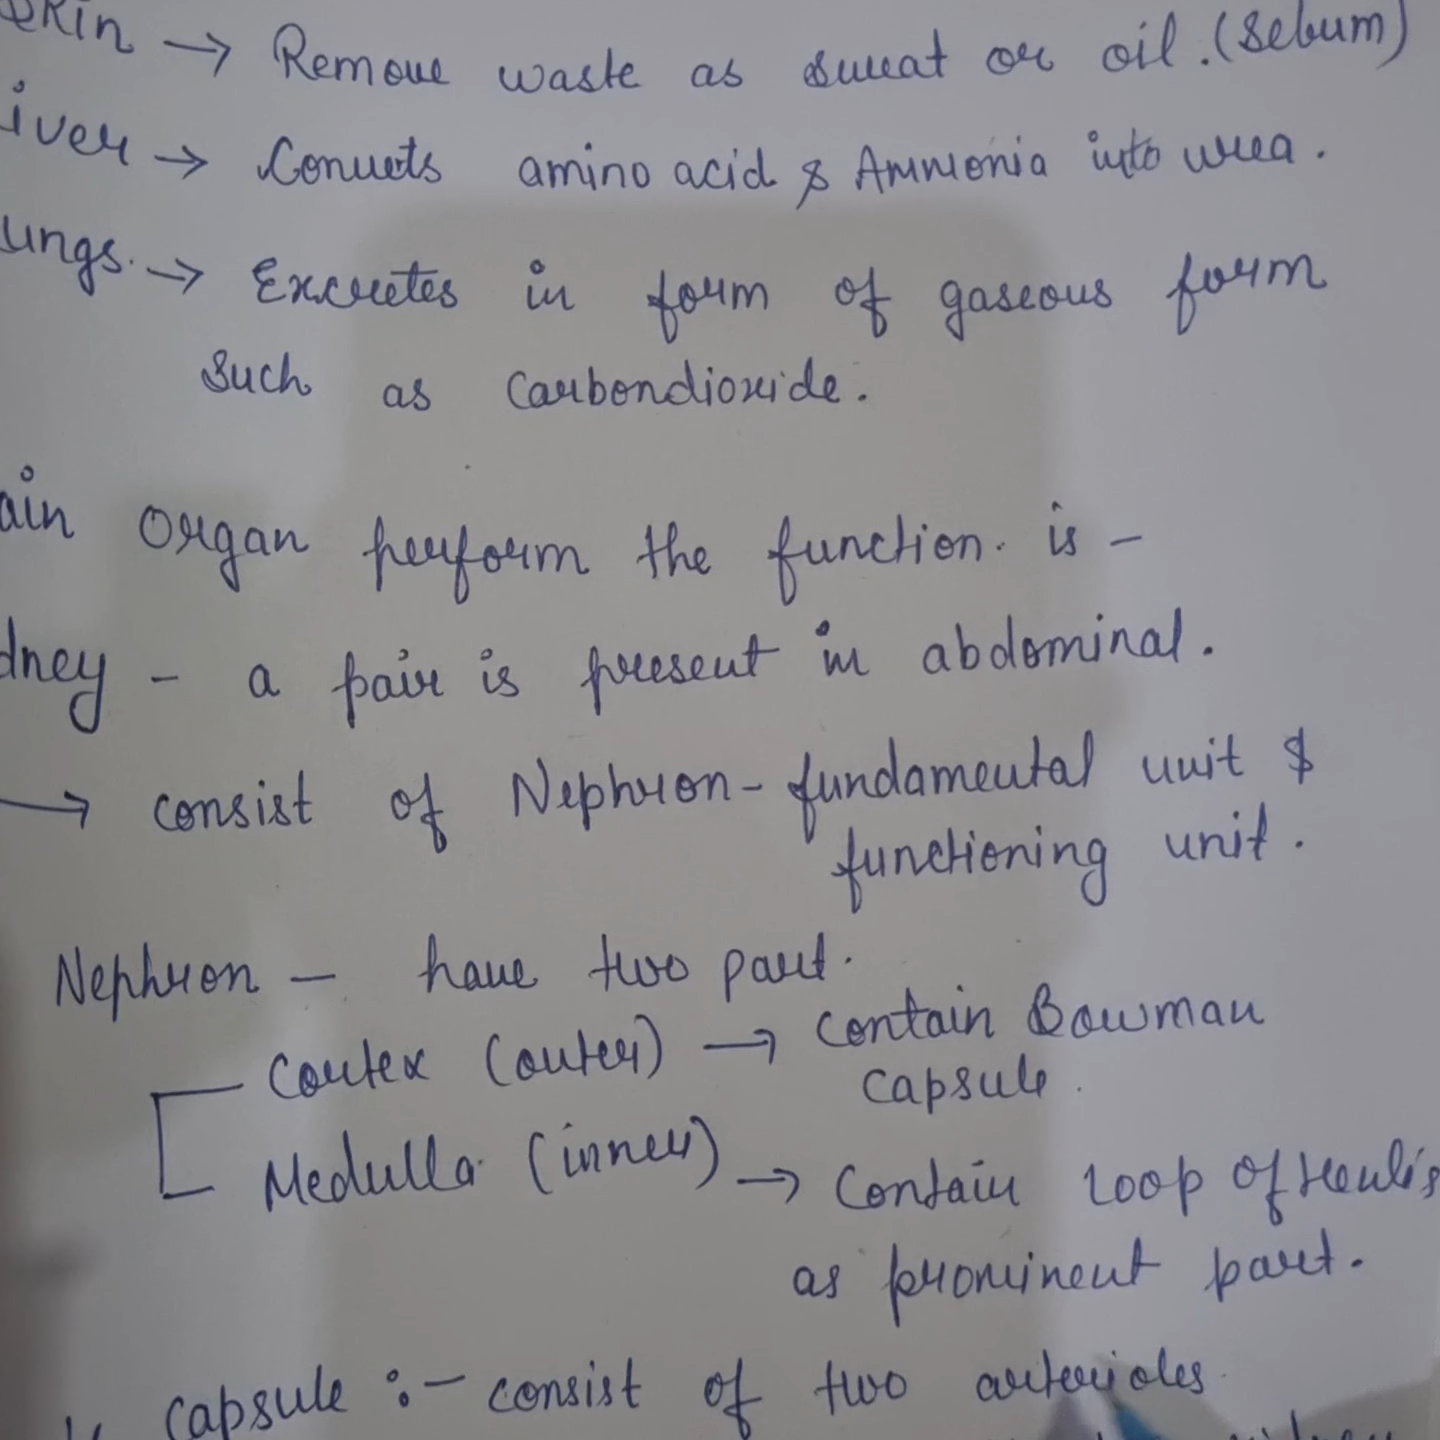 Skin → Remove waste as sweat or oil. (Sebum)
iver → Converts amino acid & Ammonia into urea.
ungs. → Excretes in form of gaseous form
Such as Carbondioxide.
ain Organ perform the function. is -
dney - a pair is present in abdominal.
→ consist of Nephron - fundamental unit &
functioning unit.
Nephron - have two part.
Cortex (outer) → Contain Bowman
capsule.
Medulla (inner) → Contain Loop of Henlis
as prominent part.
capsule :- consist of two arterioles.